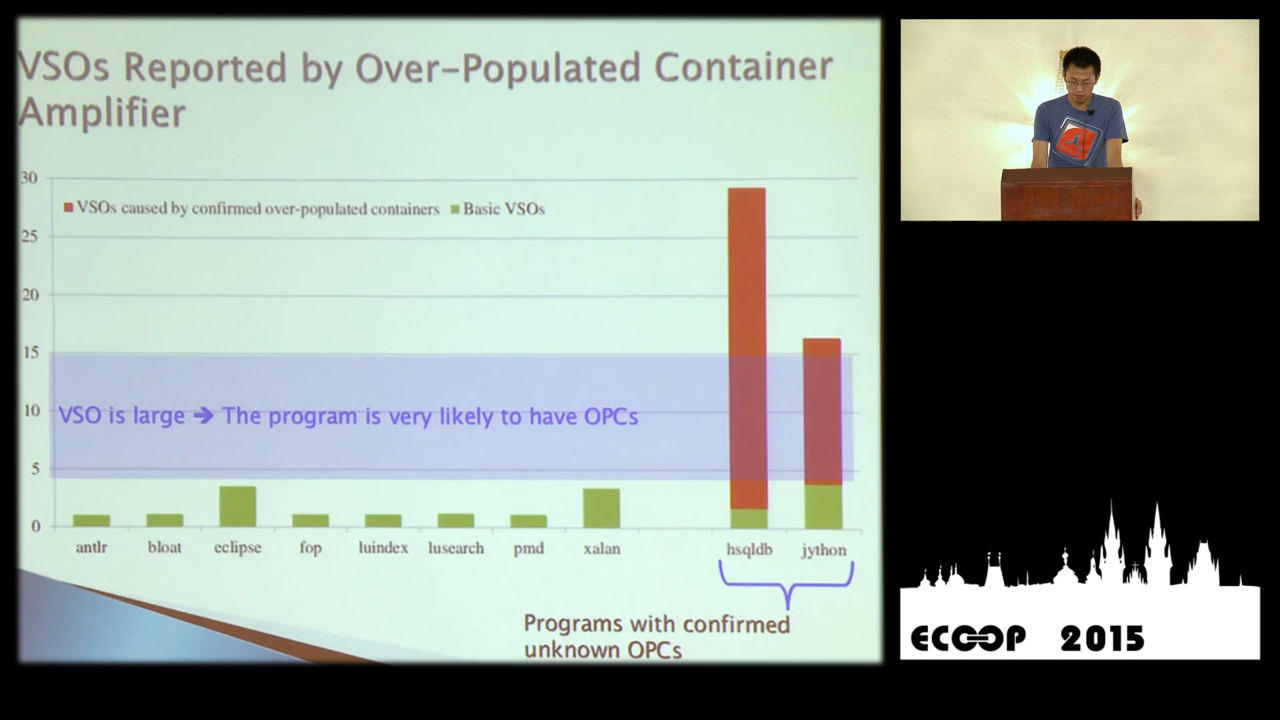 VSOs Reported by Over-Populated Container
Amplifier
30
VSOs caused by confirmed over-populated containers Basic VSOs
25
20
15
VSO is large ➔ The program is very likely to have OPCs
10
5
0
antlr bloat eclipse fop luindex lusearch pmd xalan hsqldb jython
Programs with confirmed
unknown OPCs
ECOOP 2015